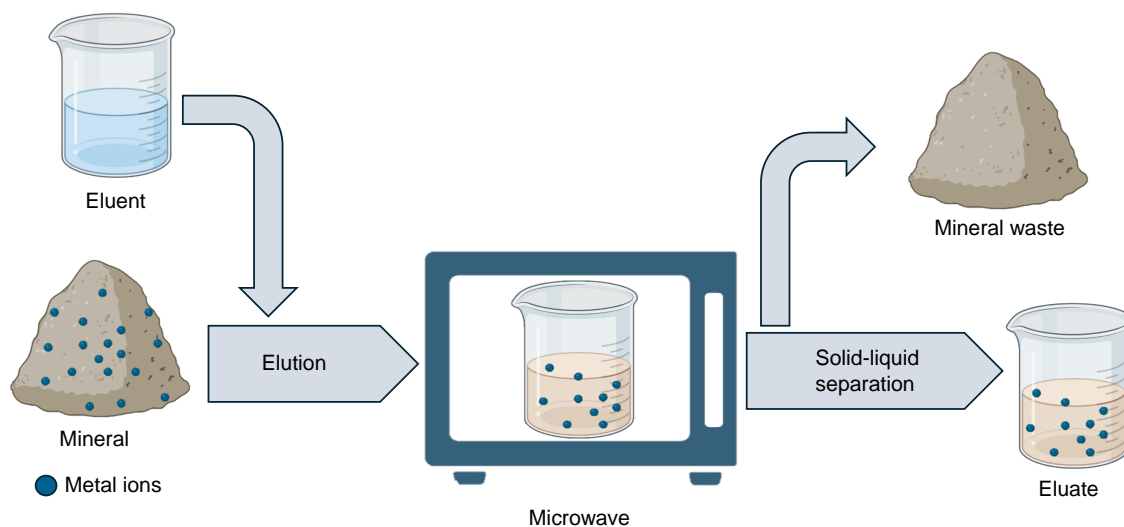 Eluent
Mineral waste
Elution
Solid-liquid
separation
Mineral
Metal ions
Microwave
Eluate